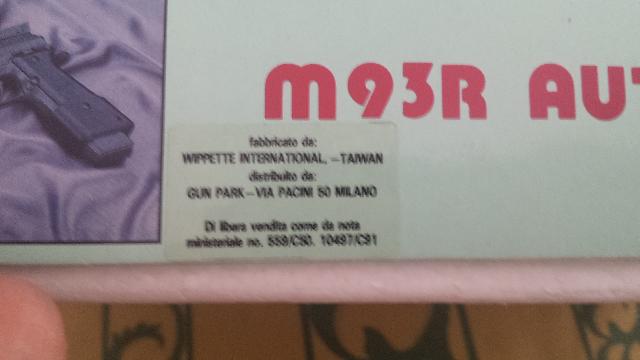 M93R AUT
fabbricato da:
WIPPETTE INTERNATIONAL, – TAIWAN
distribuito da:
GUN PARK – VIA PACINI 50 MILANO
Di libera vendita come da nota
ministeriale no. 559/C50. 10497/C91